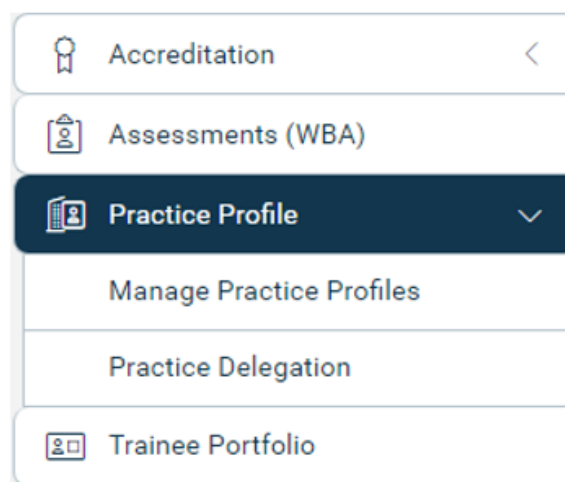 Accreditation
Assessments (WBA)
Practice Profile
Manage Practice Profiles
Practice Delegation
Trainee Portfolio